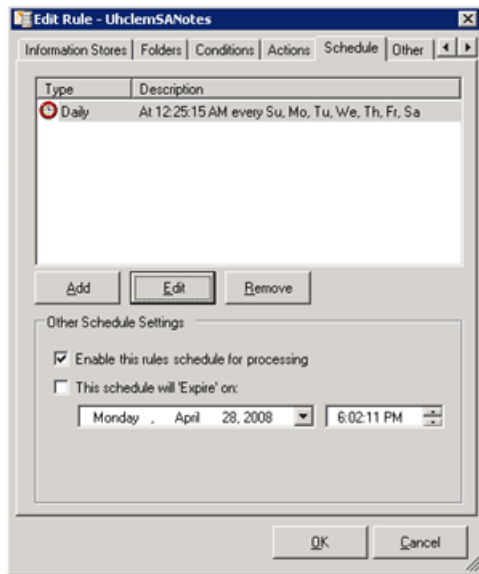 Edit Rule - UhclemSANotes
Information Stores Folders Conditions Actions Schedule Other
Type Description
Daily At 12:25:15 AM every Su, Mo, Tu, We, Th, Fr, Sa
Add Edit Remove
Other Schedule Settings
Enable this rules schedule for processing
This schedule will 'Expire' on:
Monday , April 28, 2008 6:02:11 PM
OK Cancel